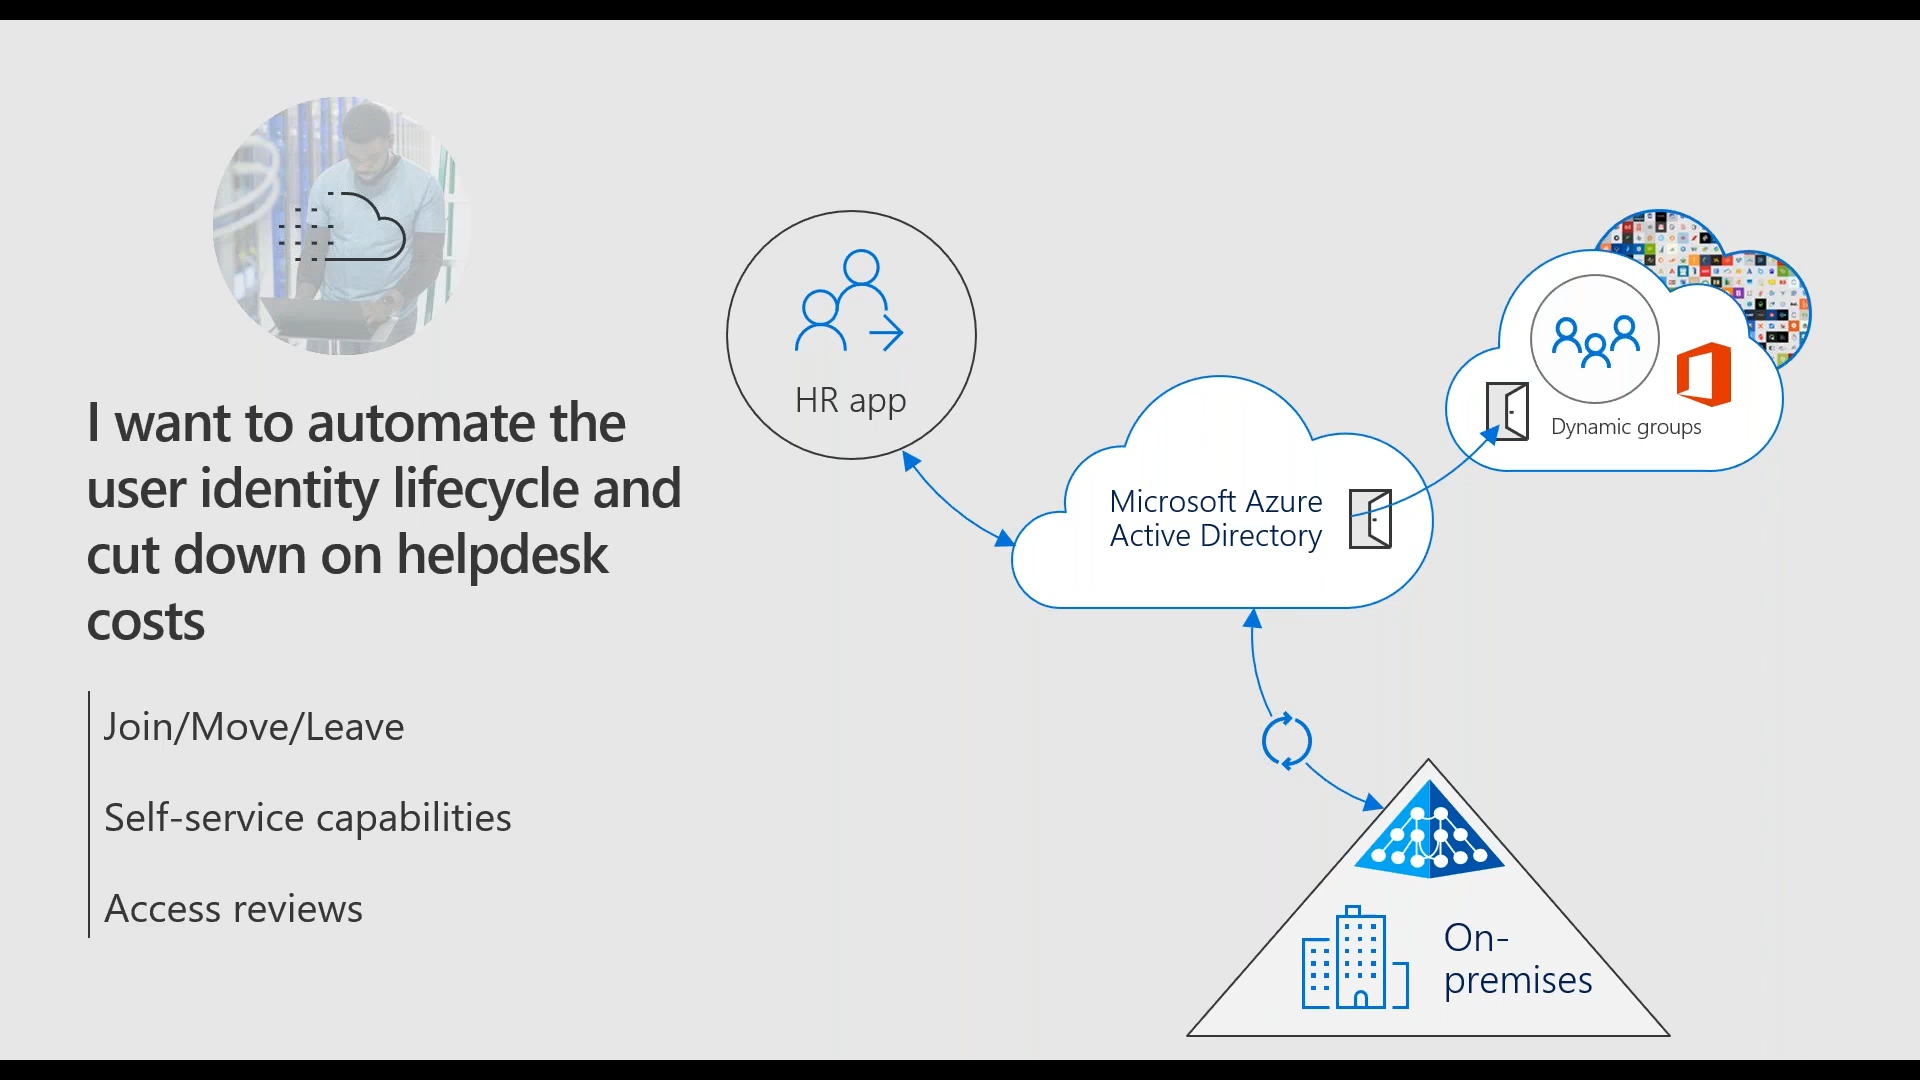 I want to automate the
user identity lifecycle and
cut down on helpdesk
costs
Join/Move/Leave
Self-service capabilities
Access reviews
HR app
Microsoft Azure
Active Directory
Dynamic groups
On-
premises